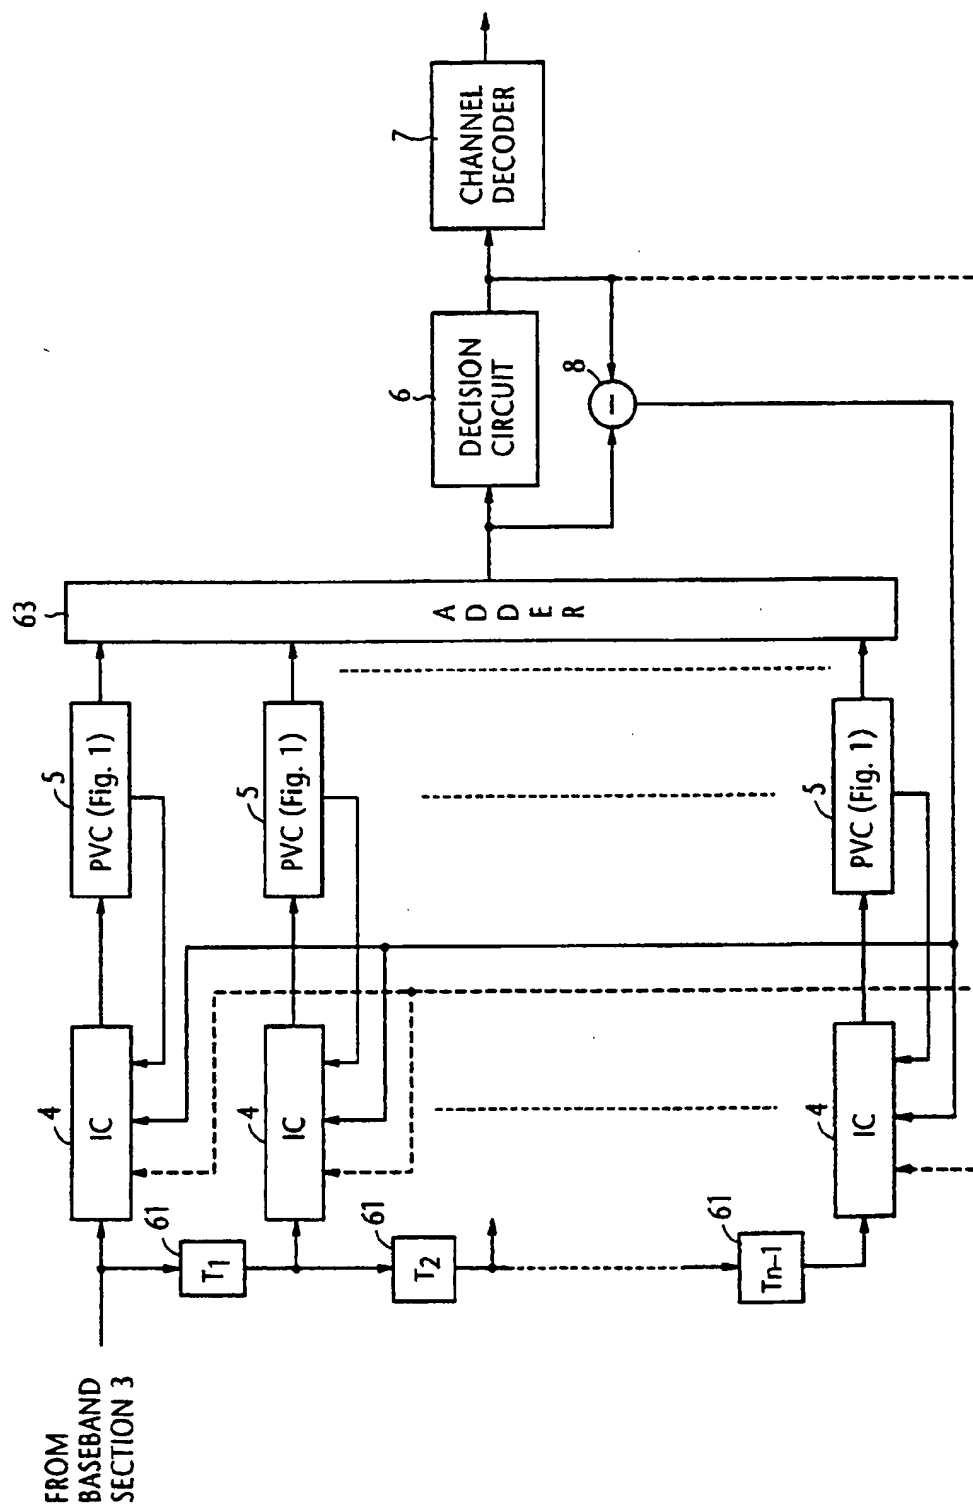 FROM
BASEBAND
SECTION 3
61
T1
61
T2
61
Tn-1
4
IC
4
IC
4
IC
5
PVC (Fig. 1)
5
PVC (Fig. 1)
5
PVC (Fig. 1)
63
ADDER
6
DECISION
CIRCUIT
8
7
CHANNEL
DECODER